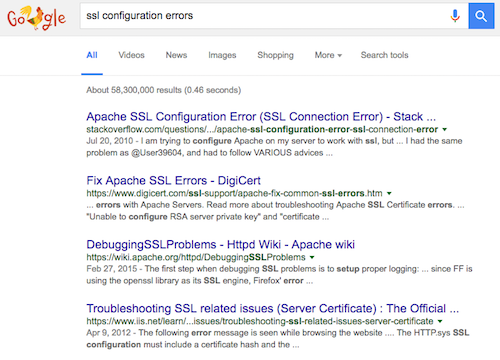 Google
ssl configuration errors
All Videos News Images Shopping More Search tools
About 58,300,000 results (0.46 seconds)
Apache SSL Configuration Error (SSL Connection Error) - Stack ...
stackoverflow.com/questions/.../apache-ssl-configuration-error-ssl-connection-error
Jul 20, 2010 - I am trying to configure Apache on my server to work with ssl, but ... I had the same
problem as @User39604, and had to follow VARIOUS advices ...
Fix Apache SSL Errors - DigiCert
https://www.digicert.com/ssl-support/apache-fix-common-ssl-errors.htm
... errors with Apache Servers. Read more about troubleshooting Apache SSL Certificate errors. ...
"Unable to configure RSA server private key" and "certificate ...
DebuggingSSLProblems - Httpd Wiki - Apache wiki
https://wiki.apache.org/httpd/DebuggingSSLProblems
Feb 27, 2015 - The first step when debugging SSL problems is to setup proper logging: ... since FF is
using the openssl library as its SSL engine, Firefox' error ...
Troubleshooting SSL related issues (Server Certificate) : The Official ...
https://www.iis.net/learn/...issues/troubleshooting-ssl-related-issues-server-certificate
Apr 9, 2012 - The following error message is seen while browsing the website .... The HTTP.sys SSL
configuration must include a certificate hash and the ...